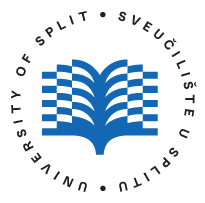 UNIVERSITY OF SPLIT • SVEUČILIŠTE U SPLITU •